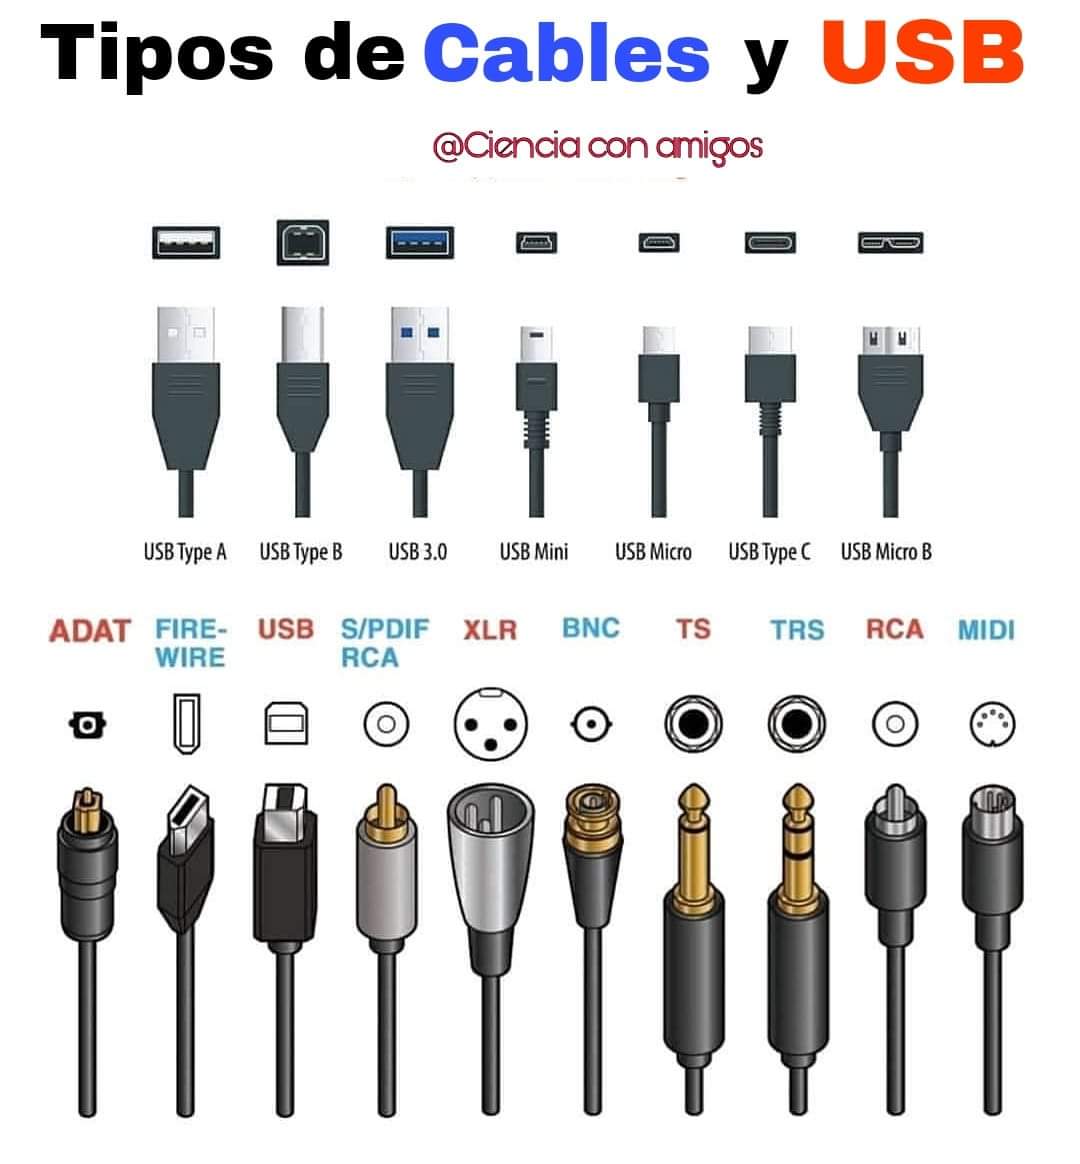 Tipos de Cables y USB
@Ciencia con amigos
USB Type A USB Type B USB 3.0 USB Mini USB Micro USB Type C USB Micro B
ADAT FIRE- USB S/PDIF XLR BNC TS TRS RCA MIDI
WIRE RCA